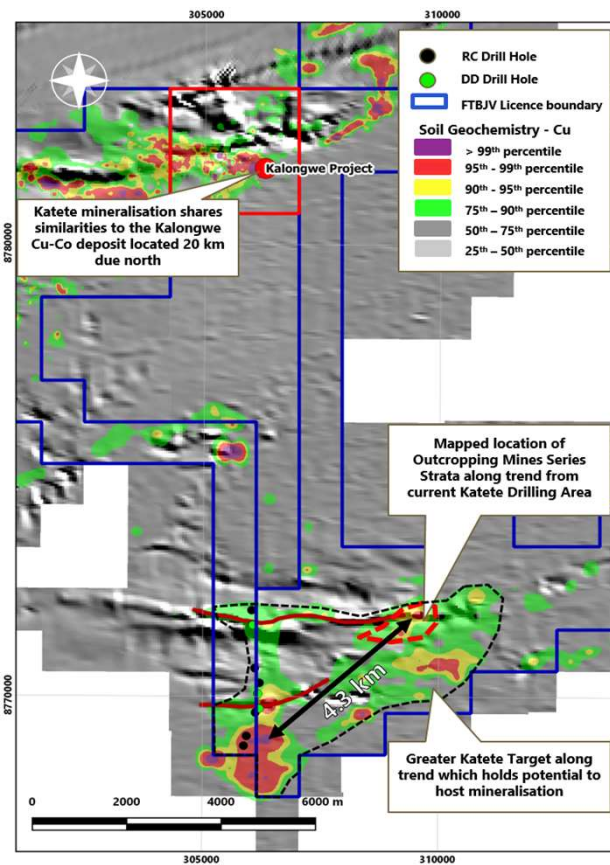 305000
310000
RC Drill Hole
DD Drill Hole
FTBJV Licence boundary
Soil Geochemistry - Cu
> 99th percentile
95th - 99th percentile
90th - 95th percentile
75th – 90th percentile
50th – 75th percentile
25th – 50th percentile
Kalongwe Project
Katete mineralisation shares
similarities to the Kalongwe
Cu-Co deposit located 20 km
due north
8780000
Mapped location of
Outcropping Mines Series
Strata along trend from
current Katete Drilling Area
8770000
4.3 km
Greater Katete Target along
trend which holds potential to
host mineralisation
0
2000
4000
6000 m
305000
310000